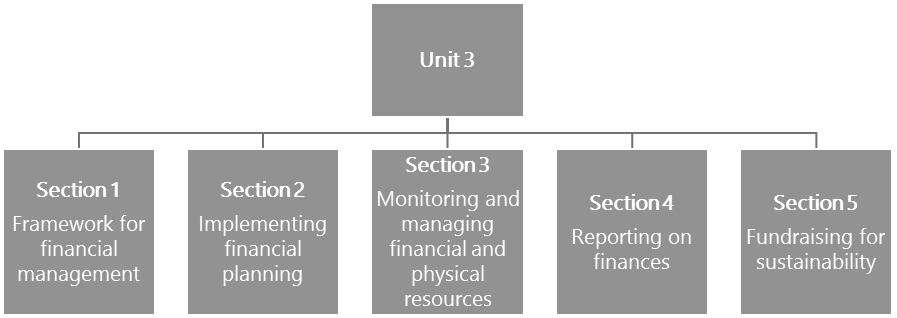 Unit 3
Section 1
Framework for
financial
management
Section 2
Implementing
financial
planning
Section 3
Monitoring and
managing
financial and
physical
resources
Section 4
Reporting on
finances
Section 5
Fundraising for
sustainability